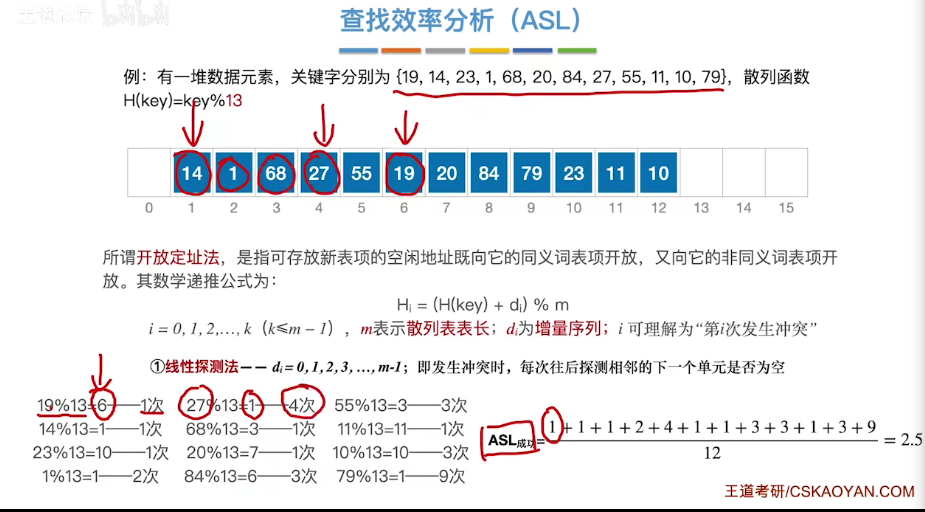 王道论坛 bilibili
查找效率分析（ASL）
例：有一堆数据元素，关键字分别为 {19, 14, 23, 1, 68, 20, 84, 27, 55, 11, 10, 79}，散列函数
H(key)=key%13
14 1 68 27 55 19 20 84 79 23 11 10
0 1 2 3 4 5 6 7 8 9 10 11 12 13 14 15
所谓开放定址法，是指可存放新表项的空闲地址既向它的同义词表项开放，又向它的非同义词表项开
放。其数学递推公式为：
Hᵢ = (H(key) + dᵢ) % m
i = 0, 1, 2,…, k（k≤m − 1），m表示散列表表长；dᵢ为增量序列；i 可理解为“第i次发生冲突”
①线性探测法—— dᵢ = 0, 1, 2, 3, …, m-1；即发生冲突时，每次往后探测相邻的下一个单元是否为空
19%13=6——1次 27%13=1——4次 55%13=3——3次
14%13=1——1次 68%13=3——1次 11%13=11——1次
23%13=10——1次 20%13=7——1次 10%13=10——3次
1%13=1——2次 84%13=6——3次 79%13=1——9次
ASL成功=
1 + 1 + 1 + 2 + 4 + 1 + 1 + 3 + 3 + 1 + 3 + 9
12
= 2.5
王道考研/CSKAOYAN.COM